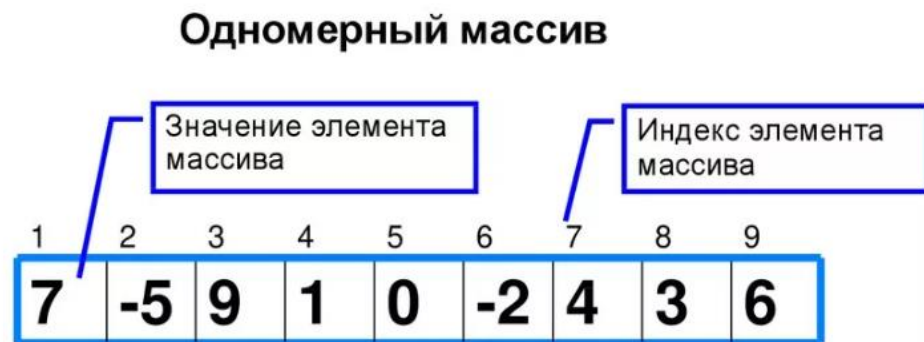 Одномерный массив
Значение элемента
массива
Индекс элемента
массива
1 2 3 4 5 6 7 8 9
7 -5 9 1 0 -2 4 3 6